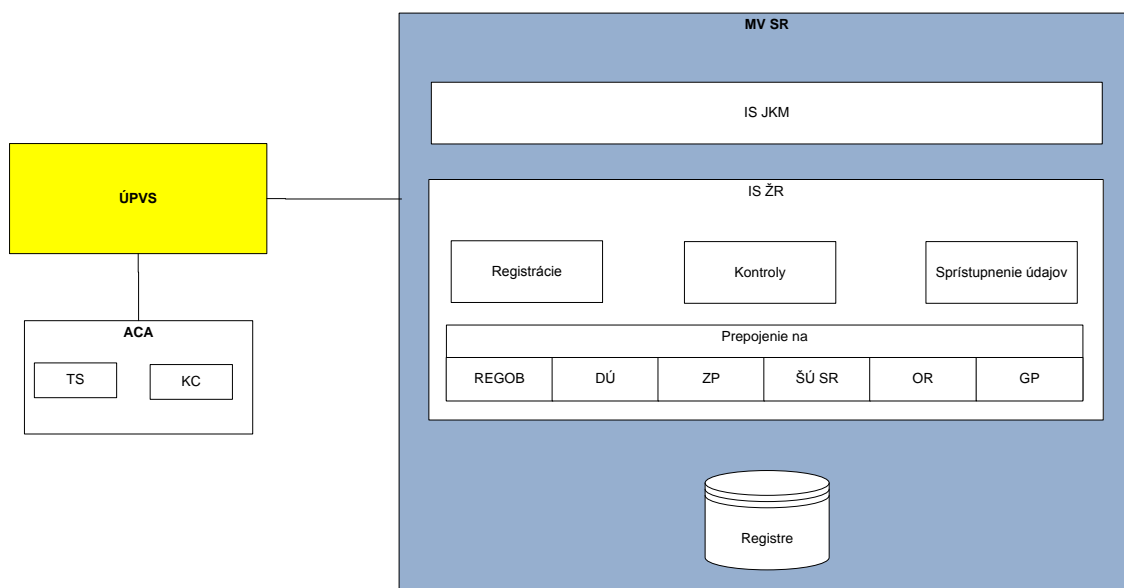 MV SR
IS JKM
ÚPVS
IS ŽR
Registrácie
Kontroly
Sprístupnenie údajov
ACA
TS
KC
Prepojenie na
REGOB
DÚ
ZP
ŠÚ SR
OR
GP
Registre